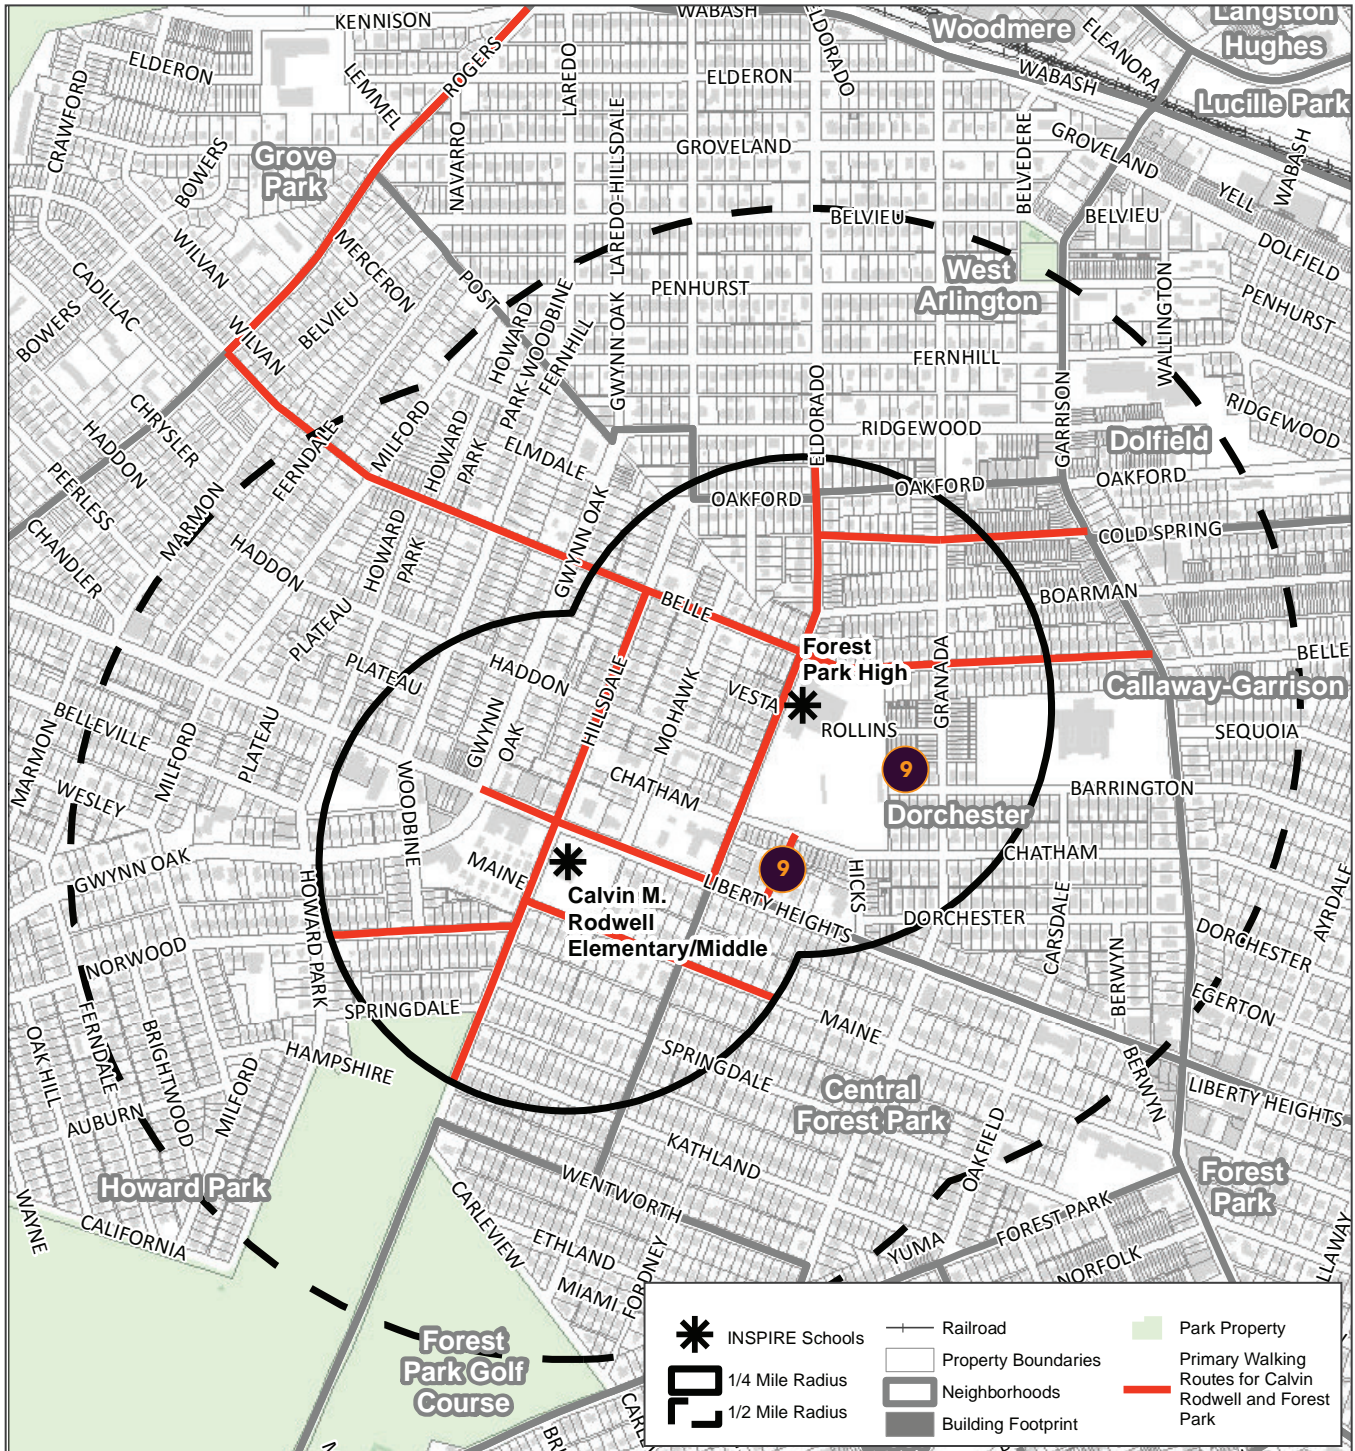 KENNISON
WABASH
ELDORADO
Woodmere
ELEANORA
Langston
Hughes
ELDERON
LEMMEL
ROGERS
LAREDO
ELDERON
WABASH
Lucille Park
CRAWFORD
NAVARRO
LAREDO-HILLSDALE
GROVELAND
BELVEDERE
GROVELAND
WABASH
Grove
Park
BOWERS
YELL
BELVIEU
BELVIEU
DOLFIELD
WILVAN
MERCERON
POST
West
Arlington
PENHURST
PENHURST
CADILLAC
BOWERS
BELVIEU
WILVAN
HOWARD
PARK-WOODBINE
FERNHILL
GWYNN OAK
FERNHILL
WALLINGTON
CHRYSLER
HADDON
FERNDALE
MILFORD
HOWARD
PARK
ELDORADO
GARRISON
RIDGEWOOD
RIDGEWOOD
Dolfield
ELMDALE
PEERLESS
MARMON
OAKFORD
OAKFORD
OAKFORD
CHANDLER
HADDON
HOWARD
PARK
GWYNN OAK
COLD SPRING
PLATEAU
BELLE
BOARMAN
Forest
Park High
BELLE
PLATEAU
HADDON
HILLSDALE
MOHAWK
VESTA
GRANADA
Callaway-Garrison
BELLEVILLE
MARMON
MILFORD
PLATEAU
GWYNN
OAK
ROLLINS
SEQUOIA
9
WESLEY
WOODBINE
CHATHAM
BARRINGTON
Dorchester
GWYNN OAK
MAINE
9
CHATHAM
HICKS
LIBERTY HEIGHTS
Calvin M.
Rodwell
Elementary/Middle
HOWARD PARK
DORCHESTER
CARSDALE
BERWYN
DORCHESTER
AYRDALE
NORWOOD
SPRINGDALE
EGERTON
FERNDALE
BRIGHTWOOD
OAK HILL
MILFORD
HAMPSHIRE
MAINE
SPRINGDALE
BERWYN
LIBERTY HEIGHTS
AUBURN
Central
Forest Park
OAKFIELD
KATHLAND
Howard Park
WENTWORTH
Forest
Park
WAYNE
CALIFORNIA
CARLEVIEW
ETHLAND
FORDNEY
FOREST PARK
YUMA
NORFOLK
LLAWAY
MIAMI
Forest
Park Golf
Course
INSPIRE Schools
1/4 Mile Radius
1/2 Mile Radius
Railroad
Property Boundaries
Neighborhoods
Building Footprint
Park Property
Primary Walking
Routes for Calvin
Rodwell and Forest
Park